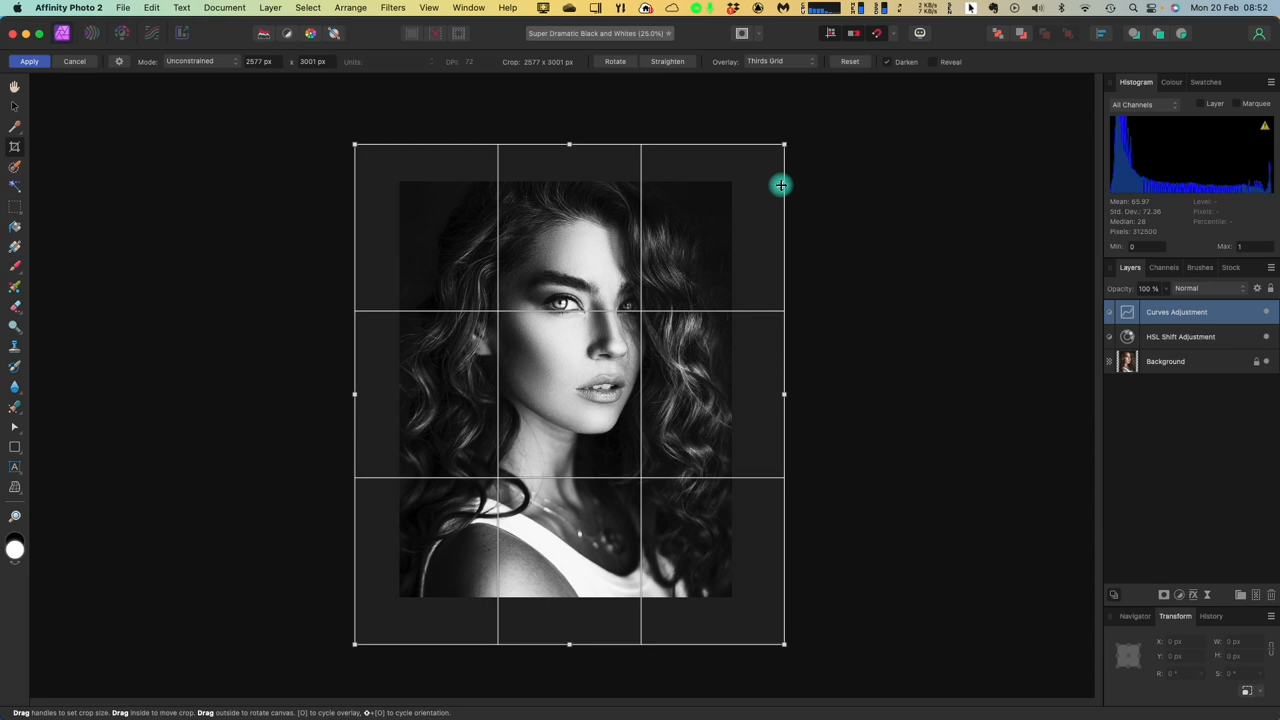 Affinity Photo 2 File Edit Text Document Layer Select Arrange Filters View Window Help 7 KB/s 7 KB/s Mon 20 Feb 08:52
Super Dramatic Black and Whites (25.0%)
Apply Cancel Mode: Unconstrained 2577 px x 3001 px Units: DPI: 72 Crop: 2577 x 3001 px Rotate Straighten Overlay: Thirds Grid Reset Darken Reveal
Histogram Colour Swatches
All Channels Layer Marquee
Mean: 65.97 Level: -
Std. Dev.: 72.36 Pixels: -
Median: 28 Percentile: -
Pixels: 312500
Min: 0 Max: 1
Layers Channels Brushes Stock
Opacity: 100 % Normal
Curves Adjustment
HSL Shift Adjustment
Background
Navigator Transform History
X: 0 px W: 0 px
Y: 0 px H: 0 px
R: 0 ° S: 0 °
Drag handles to set crop size. Drag inside to move crop. Drag outside to rotate canvas. [O] to cycle overlay, ⇧+[O] to cycle orientation.